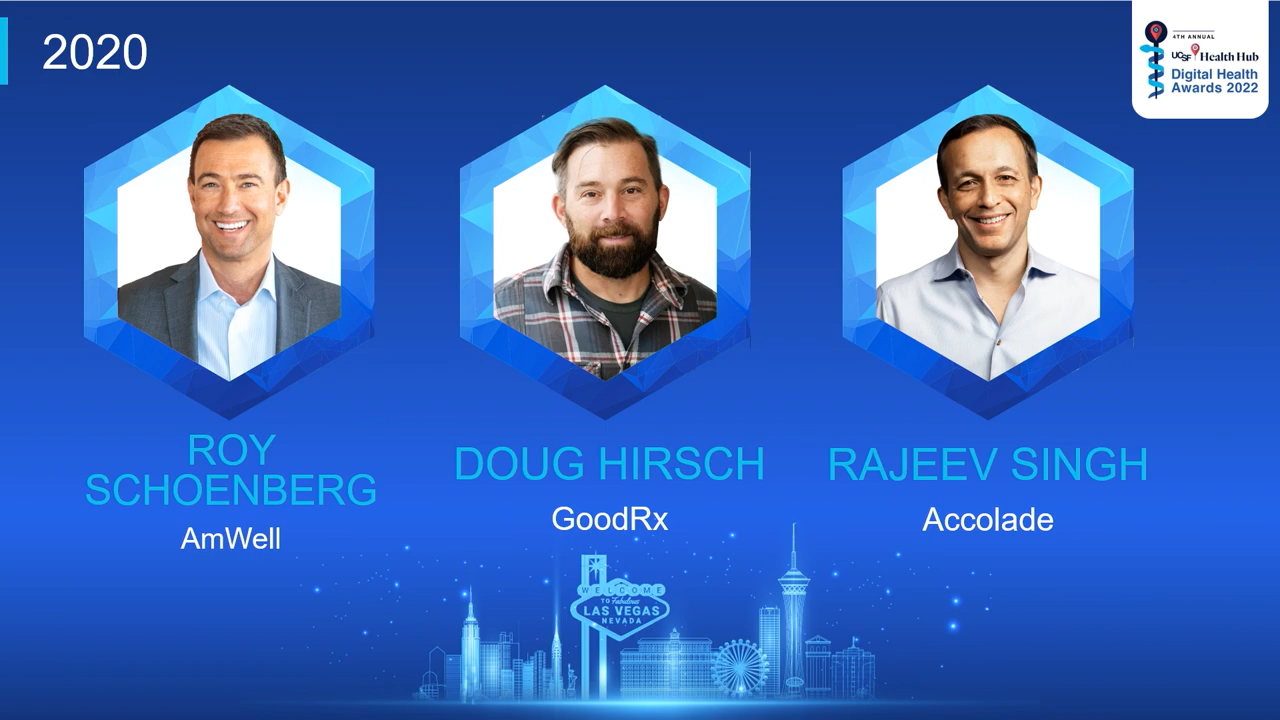 2020
4TH ANNUAL
UCSF Health Hub
Digital Health
Awards 2022
ROY
SCHOENBERG
AmWell
DOUG HIRSCH
GoodRx
RAJEEV SINGH
Accolade
WELCOME
TO Fabulous
LAS VEGAS
NEVADA